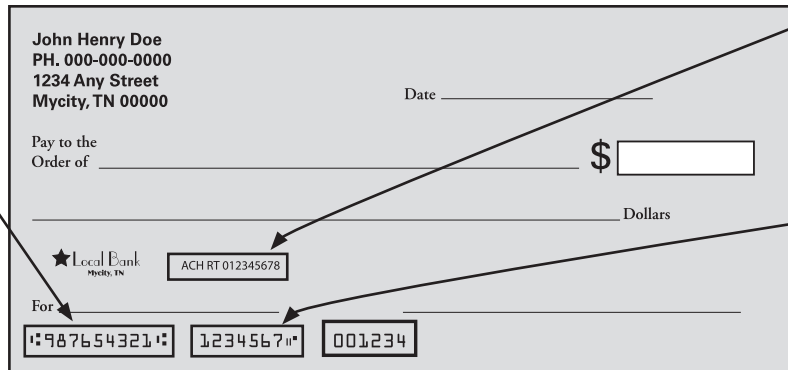 John Henry Doe
PH. 000-000-0000
1234 Any Street
Mycity, TN 00000
Date
Pay to the
Order of
$
Dollars
Local Bank
Mycity, TN
ACH RT 012345678
For
⑆987654321⑆ 1234567⑈ 001234